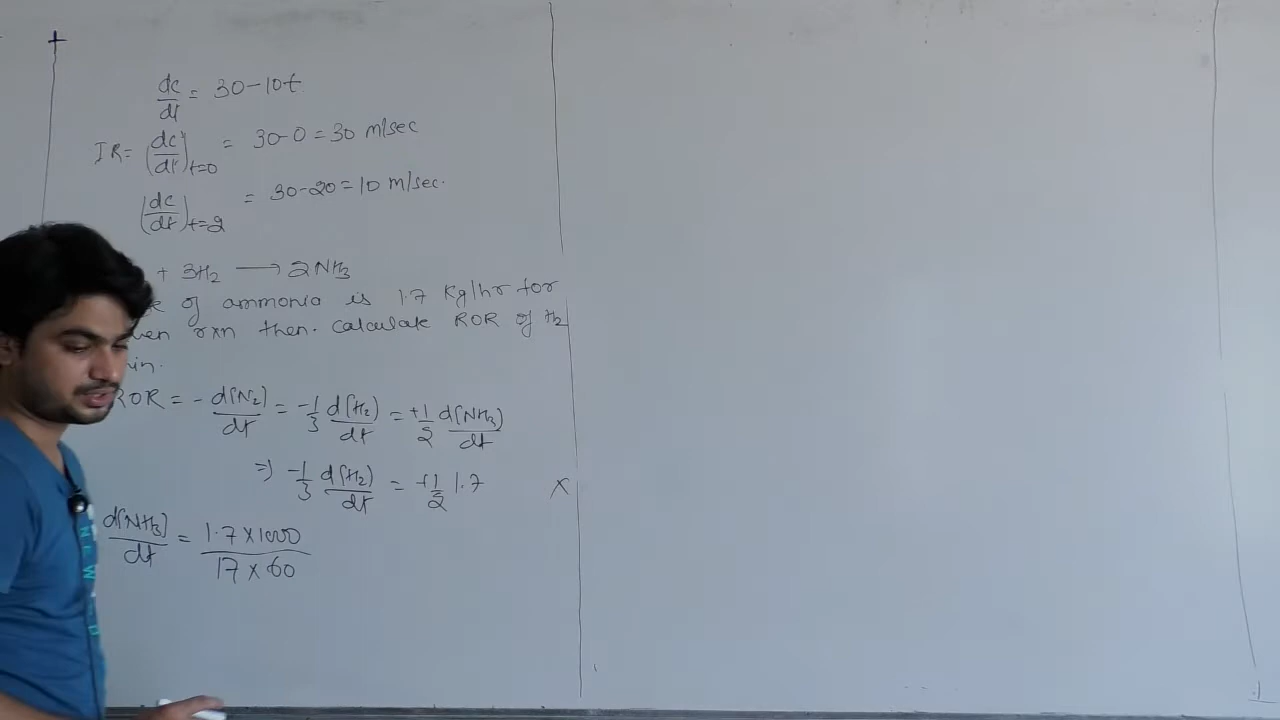 dc/dt = 30-10t
IR = (dc/dt)t=0 = 30-0 = 30 m/sec
(dc/dt)t=2 = 30-20 = 10 m/sec.
+ 3H2 → 2NH3
of ammonia is 1.7 Kg/hr for
rxn then. calculate ROR of H2
in.
ROR = - d[N2]/dt = -1/3 d[H2]/dt = +1/2 d[NH3]/dt
⇒ -1/3 d[H2]/dt = +1/2 1.7 X
d[NH3]/dt = 1.7 x 1000 / 17 x 60
NEW